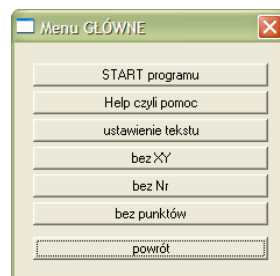 Menu GŁÓWNE
START programu
Help czyli pomoc
ustawienie tekstu
bez XY
bez Nr
bez punktów
powrót